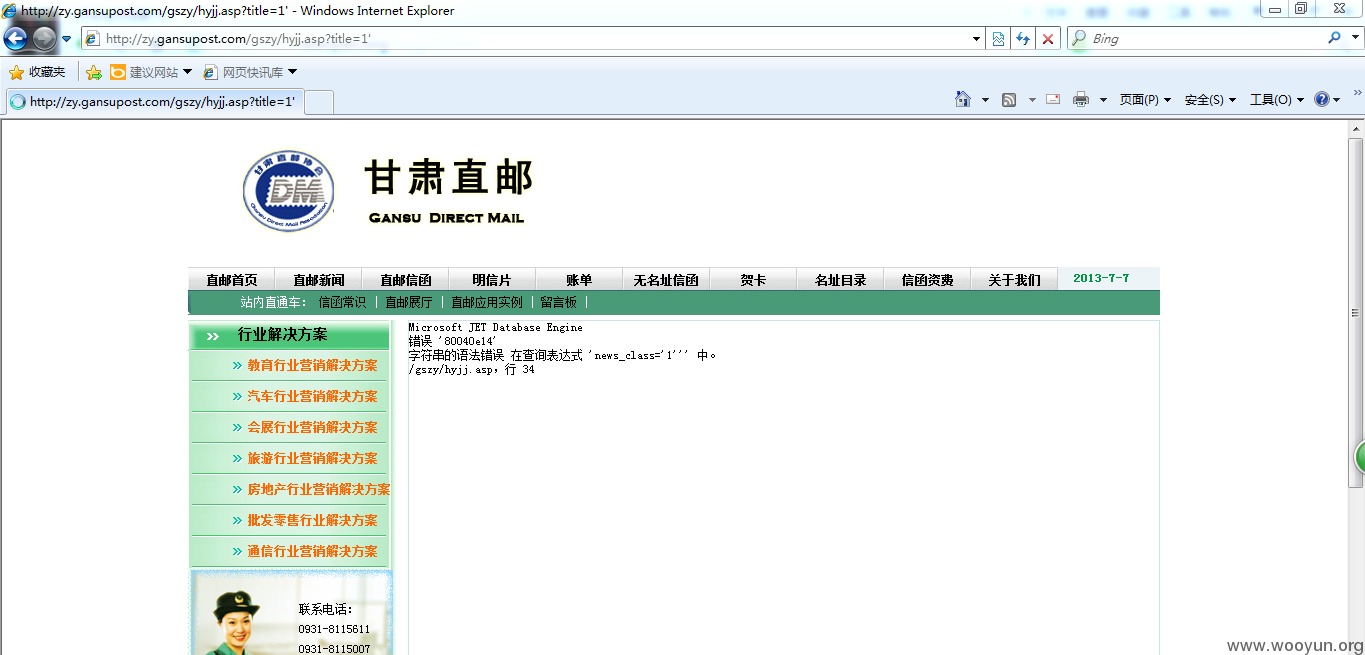 http://zy.gansupost.com/gszy/hyjj.asp?title=1' - Windows Internet Explorer
http://zy.gansupost.com/gszy/hyjj.asp?title=1'
Bing
收藏夹
建议网站
网页快讯库
http://zy.gansupost.com/gszy/hyjj.asp?title=1'
页面(P)
安全(S)
工具(O)
甘肃直邮协会
DM
Gansu Direct Mail Association
甘肃直邮
GANSU DIRECT MAIL
直邮首页 直邮新闻 直邮信函 明信片 账单 无名址信函 贺卡 名址目录 信函资费 关于我们 2013-7-7
站内直通车： 信函常识 | 直邮展厅 | 直邮应用实例 | 留言板 |
行业解决方案
教育行业营销解决方案
汽车行业营销解决方案
会展行业营销解决方案
旅游行业营销解决方案
房地产行业营销解决方案
批发零售行业解决方案
通信行业营销解决方案
Microsoft JET Database Engine
错误 '80040e14'
字符串的语法错误 在查询表达式 'news_class='1''' 中。
/gszy/hyjj.asp，行 34
联系电话：
0931-8115611
0931-8115007
www.wooyun.org